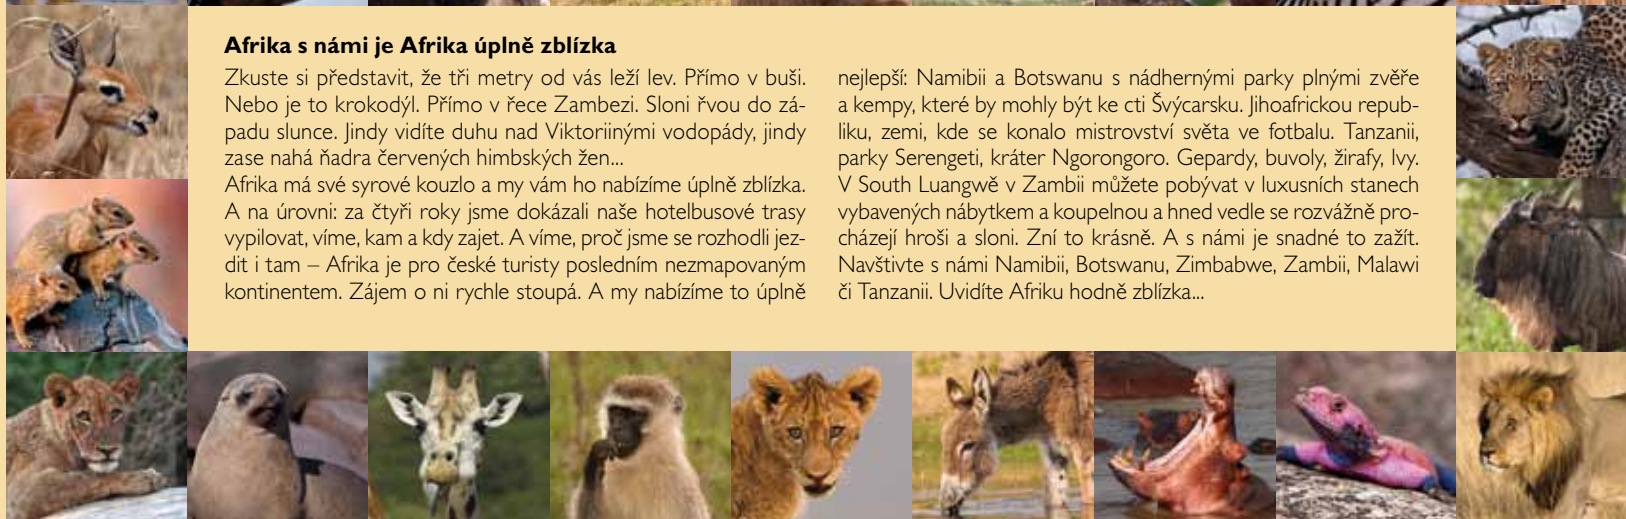 Afrika s námi je Afrika úplně zblízka
Zkuste si představit, že tři metry od vás leží lev. Přímo v buši.
Nebo je to krokodýl. Přímo v řece Zambezi. Sloni řvou do zá-
padu slunce. Jindy vidíte duhu nad Viktoriinými vodopády, jindy
zase nahá ňadra červených himbských žen...
Afrika má své syrové kouzlo a my vám ho nabízíme úplně zblízka.
A na úrovni: za čtyři roky jsme dokázali naše hotelbusové trasy
vypilovat, víme, kam a kdy zajet. A víme, proč jsme se rozhodli jez-
dit i tam – Afrika je pro české turisty posledním nezmapovaným
kontinentem. Zájem o ni rychle stoupá. A my nabízíme to úplně
nejlepší: Namibii a Botswanu s nádhernými parky plnými zvěře
a kempy, které by mohly být ke cti Švýcarsku. Jihoafrickou repub-
liku, zemi, kde se konalo mistrovství světa ve fotbalu. Tanzanii,
parky Serengeti, kráter Ngorongoro. Gepardy, buvoly, žirafy, lvy.
V South Luangwě v Zambii můžete pobývat v luxusních stanech
vybavených nábytkem a koupelnou a hned vedle se rozvážně pro-
cházejí hroši a sloni. Zní to krásně. A s námi je snadné to zažít.
Navštivte s námi Namibii, Botswanu, Zimbabwe, Zambii, Malawi
či Tanzanii. Uvidíte Afriku hodně zblízka...